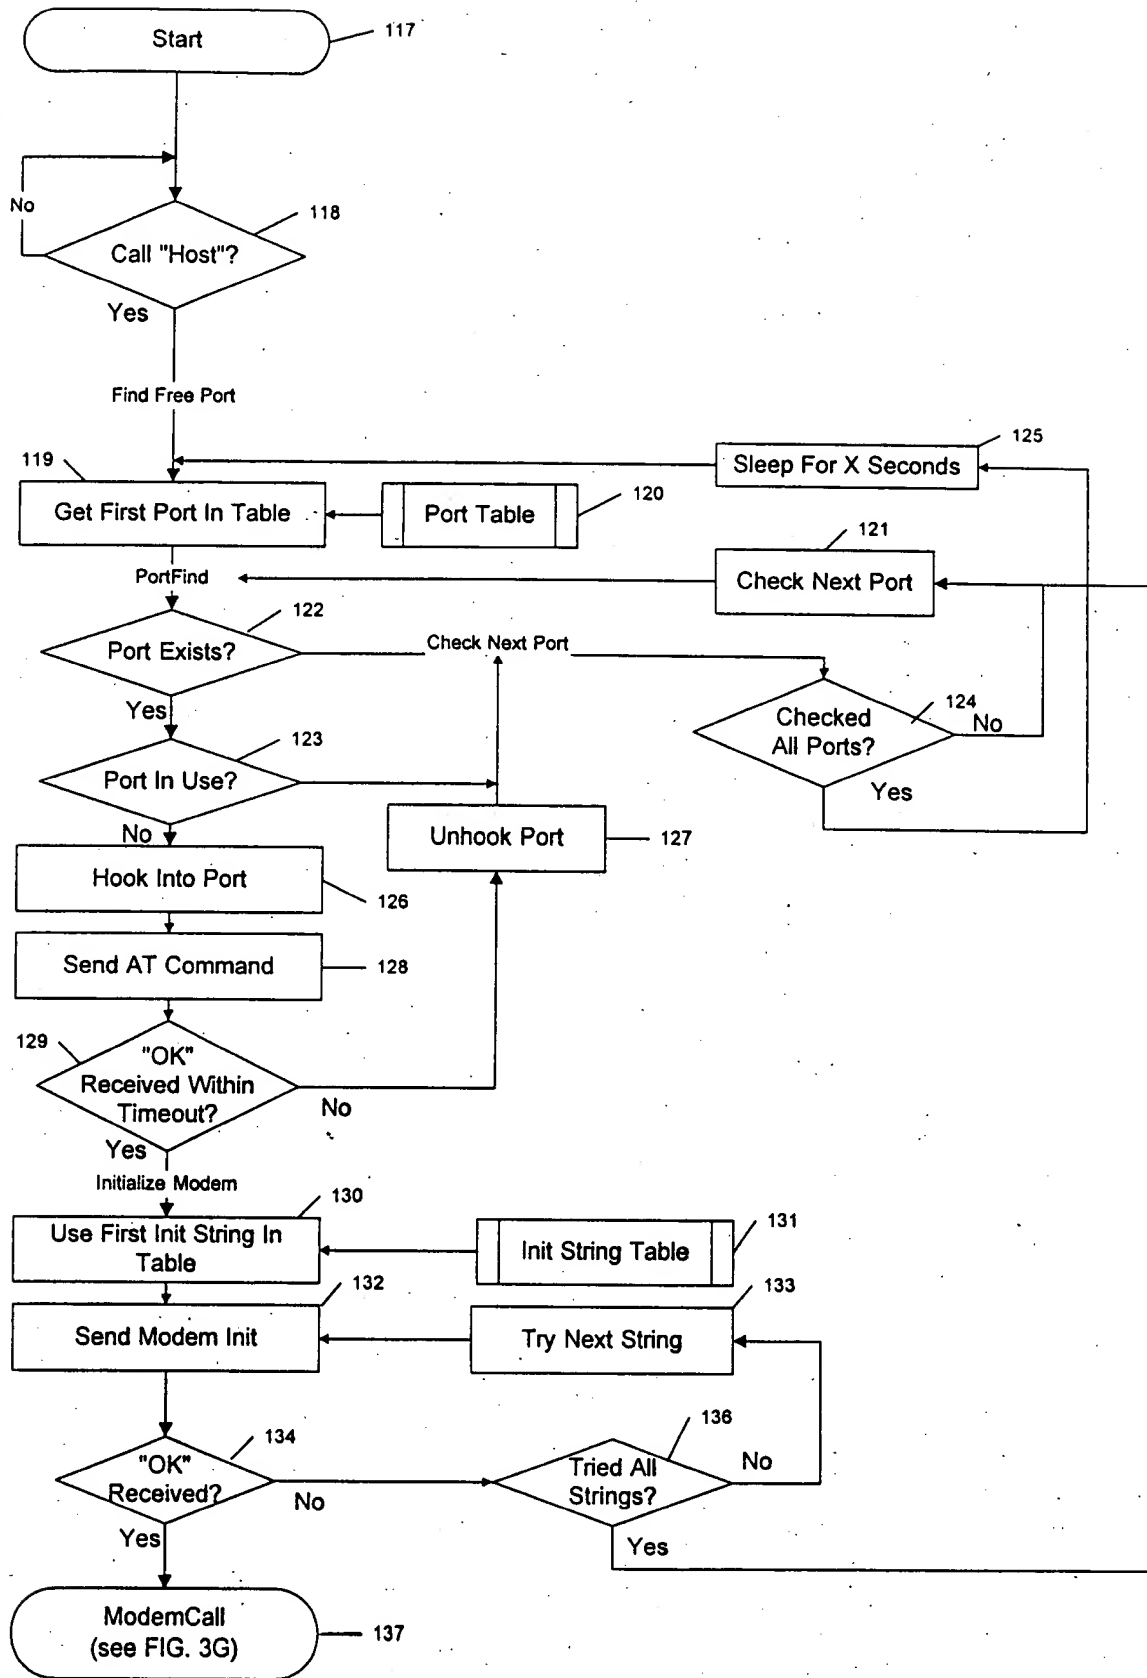 Start
117
No
118
Call "Host"?
Yes
Find Free Port
119
125
Sleep For X Seconds
Get First Port In Table
Port Table
120
121
PortFind
Check Next Port
122
Port Exists?
Check Next Port
Yes
124
Checked
All Ports?
No
123
Port In Use?
Yes
No
Unhook Port
127
Hook Into Port
126
Send AT Command
128
129
"OK"
Received Within
Timeout?
No
Yes
Initialize Modem
130
131
Use First Init String In
Table
Init String Table
132
133
Send Modem Init
Try Next String
134
136
"OK"
Received?
No
Tried All
Strings?
No
Yes
Yes
ModemCall
(see FIG. 3G)
137